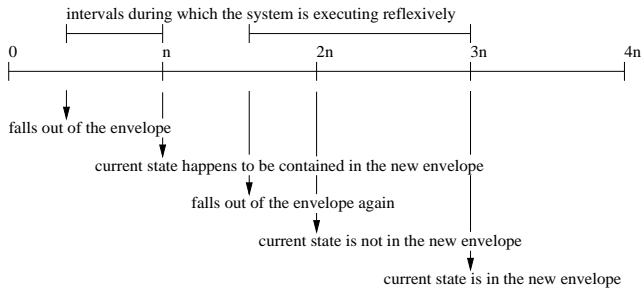 intervals during which the system is executing reflexively
0 n 2n 3n 4n
falls out of the envelope
current state happens to be contained in the new envelope
falls out of the envelope again
current state is not in the new envelope
current state is in the new envelope